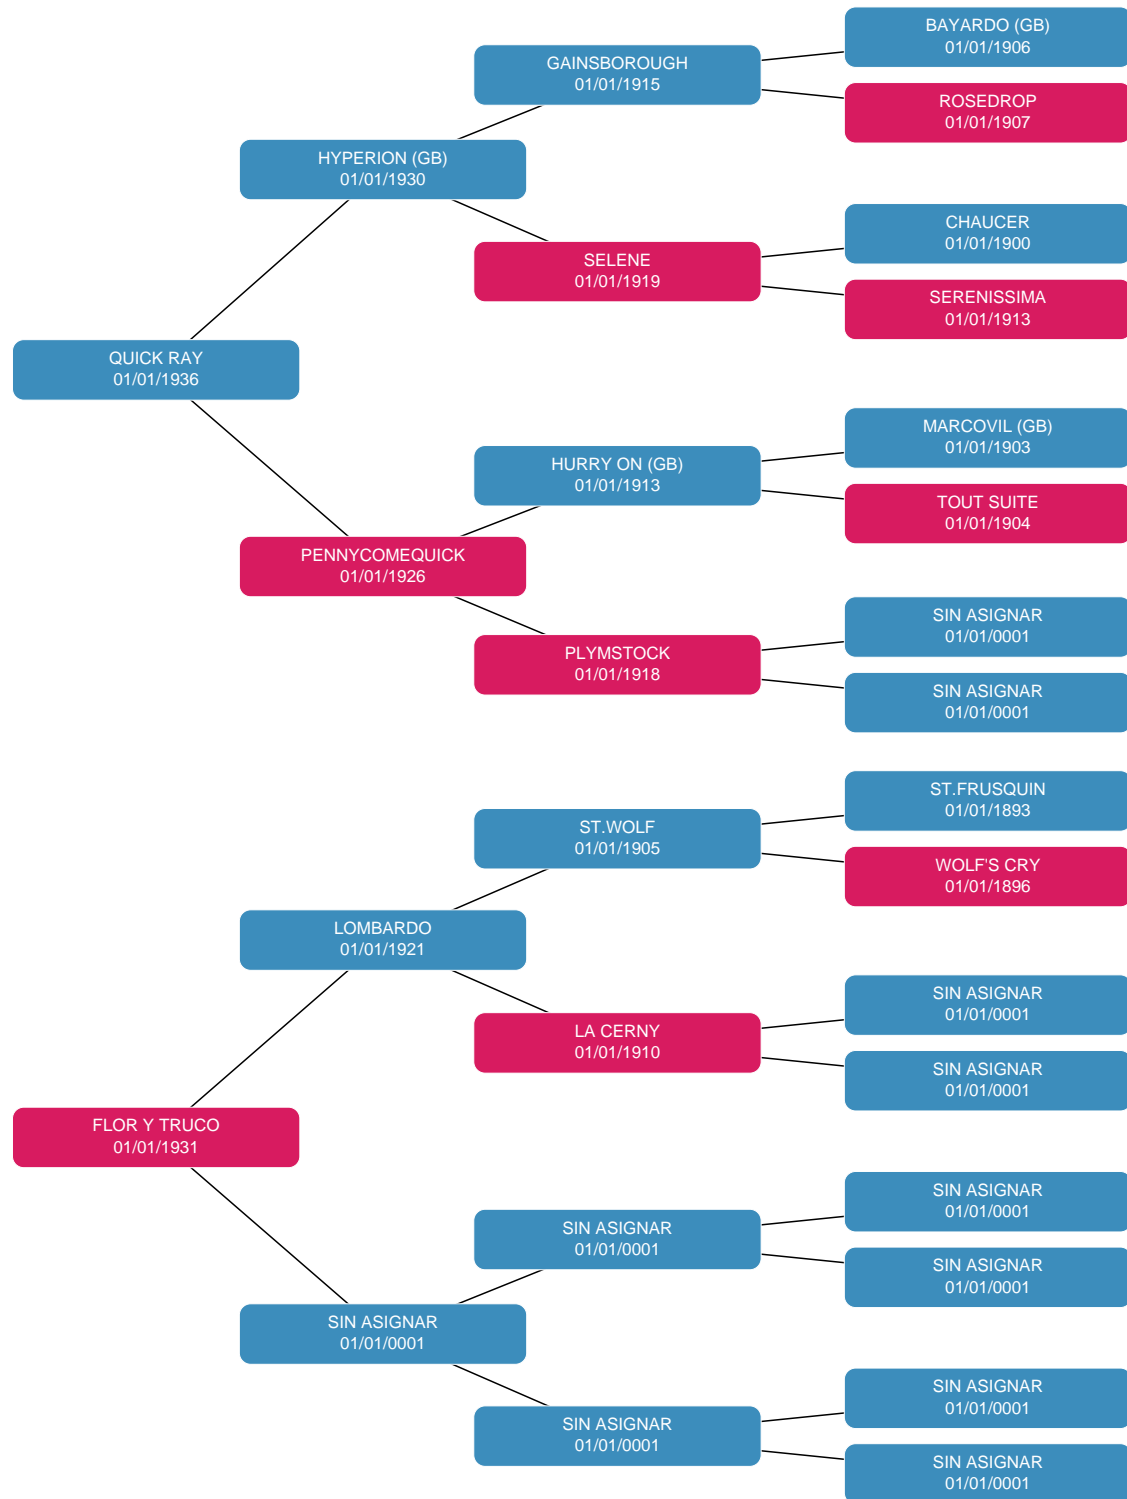 BAYARDO (GB)
01/01/1906
GAINSBOROUGH
01/01/1915
ROSEDROP
01/01/1907
HYPERION (GB)
01/01/1930
CHAUCER
01/01/1900
SELENE
01/01/1919
SERENISSIMA
01/01/1913
QUICK RAY
01/01/1936
MARCOVIL (GB)
01/01/1903
HURRY ON (GB)
01/01/1913
TOUT SUITE
01/01/1904
PENNYCOMEQUICK
01/01/1926
SIN ASIGNAR
01/01/0001
PLYMSTOCK
01/01/1918
SIN ASIGNAR
01/01/0001
ST.FRUSQUIN
01/01/1893
ST.WOLF
01/01/1905
WOLF'S CRY
01/01/1896
LOMBARDO
01/01/1921
SIN ASIGNAR
01/01/0001
LA CERNY
01/01/1910
SIN ASIGNAR
01/01/0001
FLOR Y TRUCO
01/01/1931
SIN ASIGNAR
01/01/0001
SIN ASIGNAR
01/01/0001
SIN ASIGNAR
01/01/0001
SIN ASIGNAR
01/01/0001
SIN ASIGNAR
01/01/0001
SIN ASIGNAR
01/01/0001
SIN ASIGNAR
01/01/0001